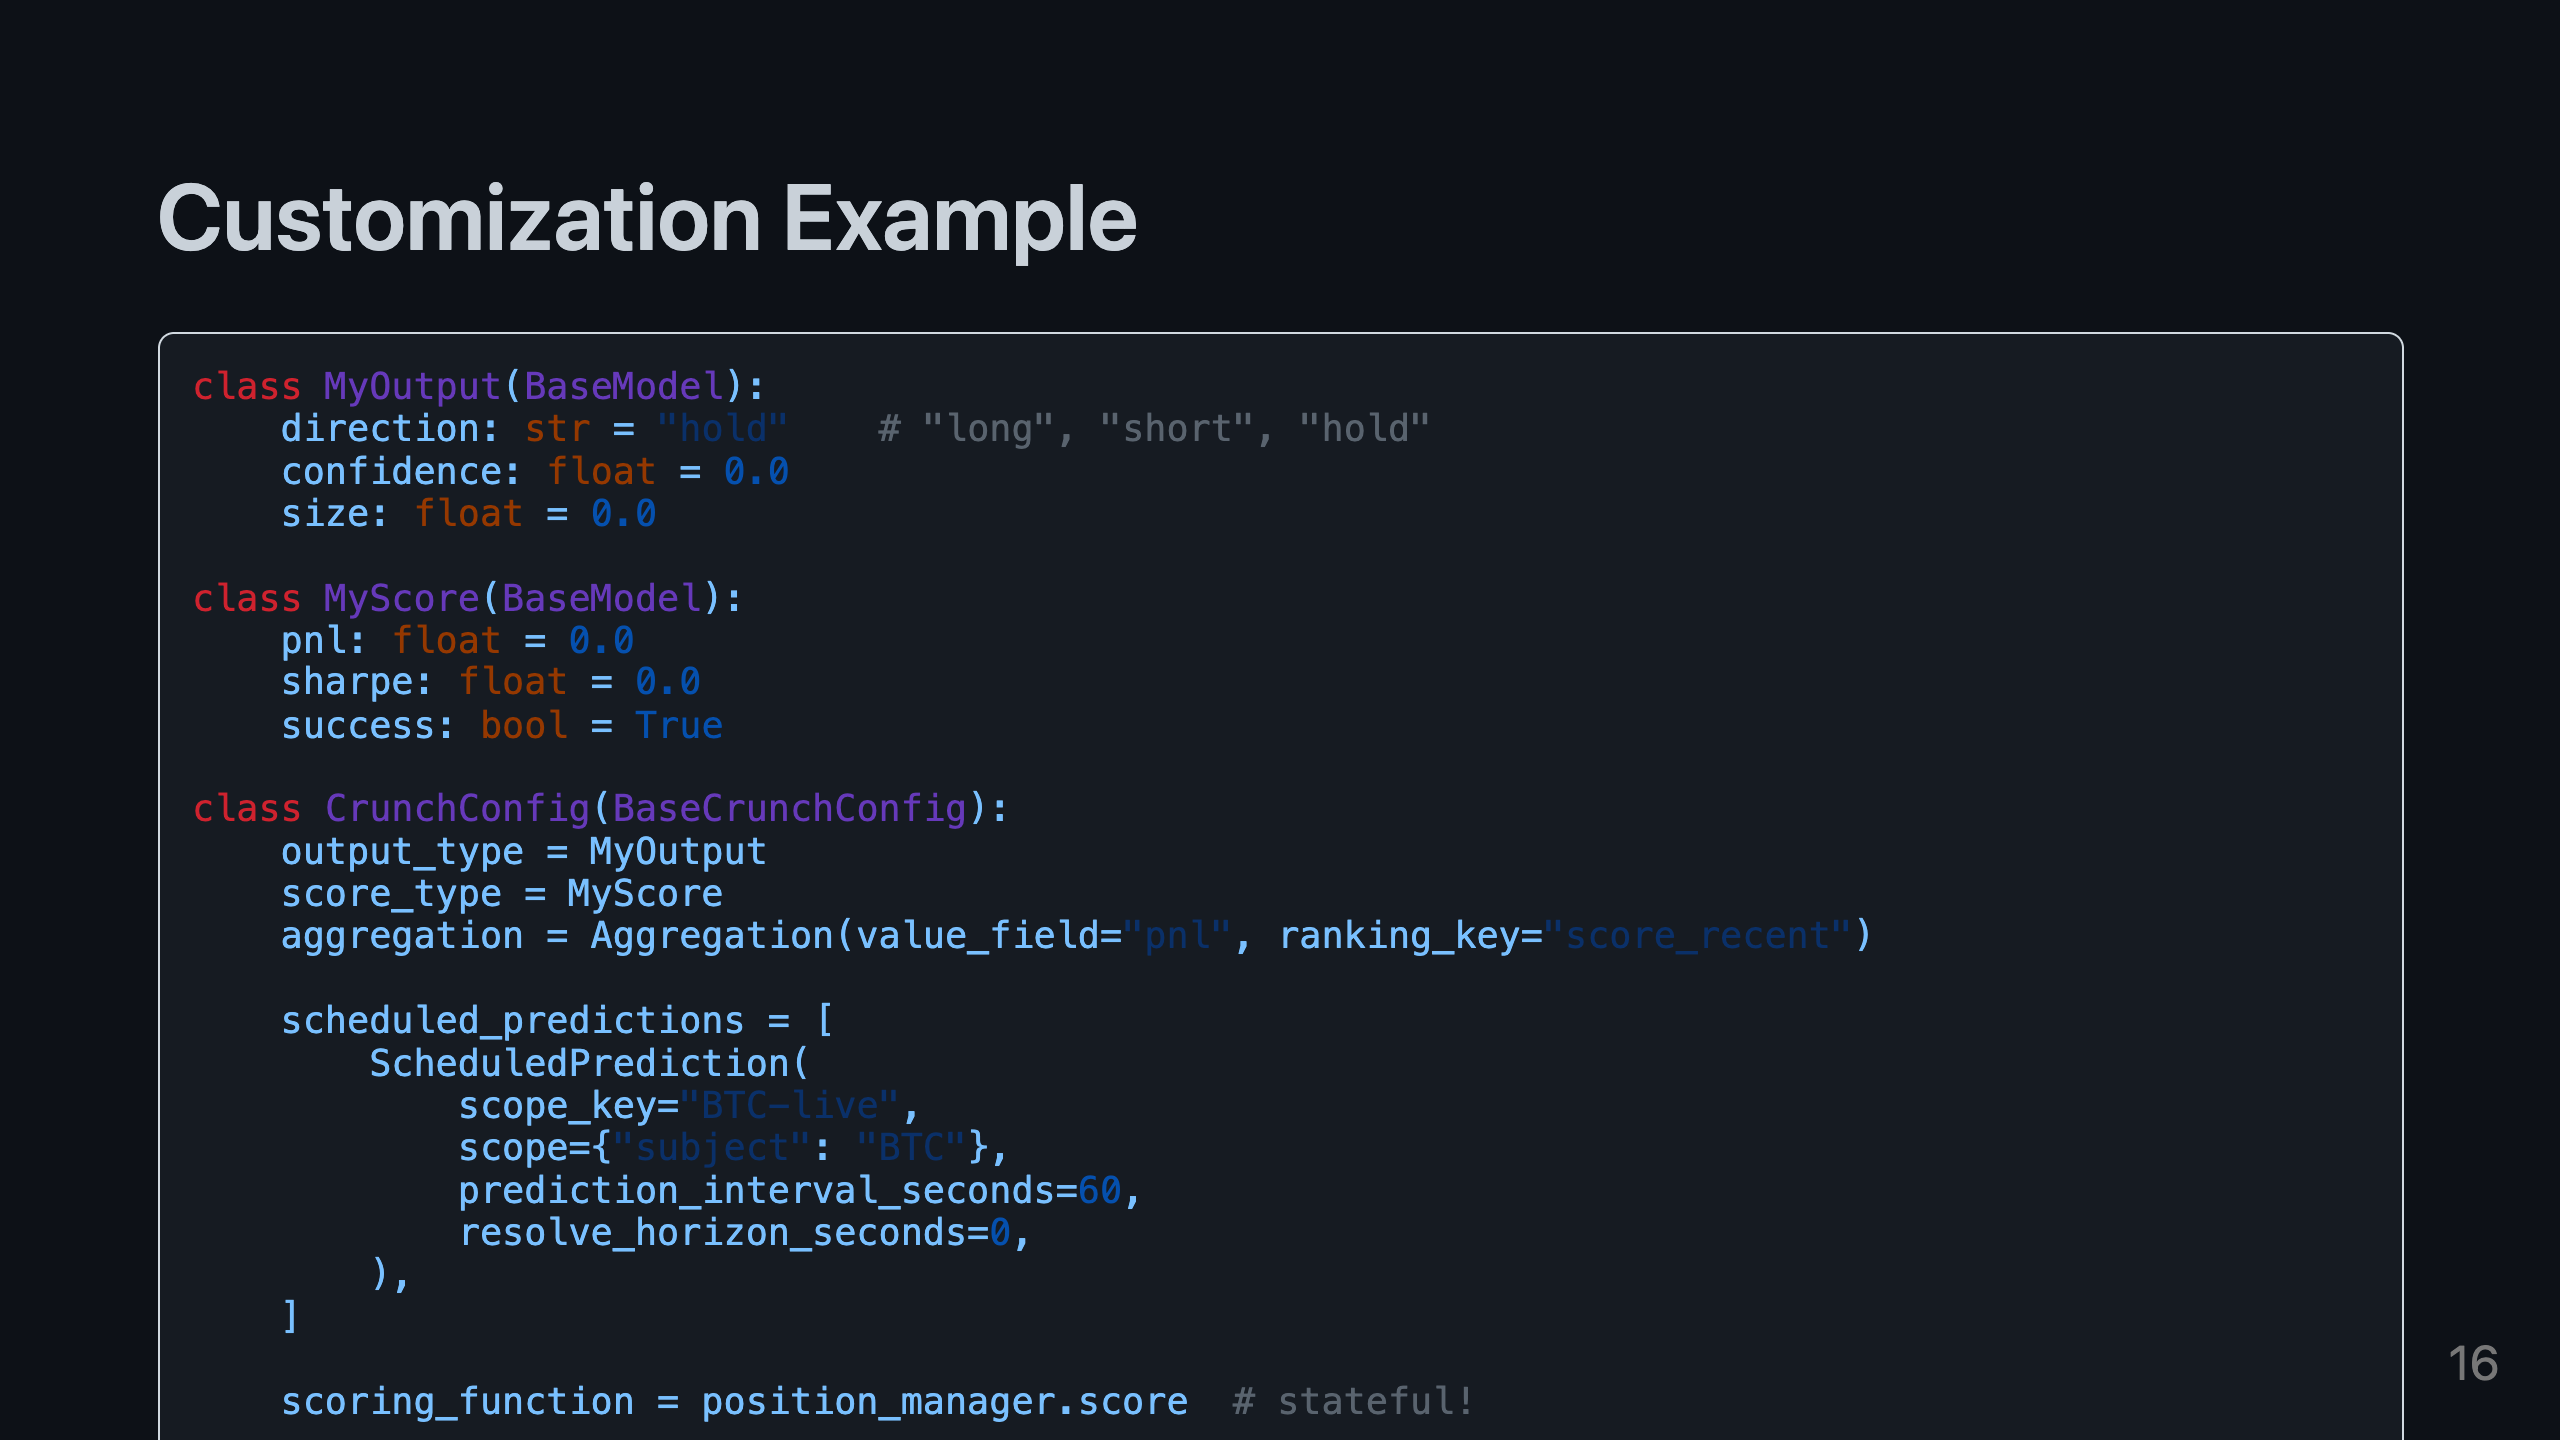 Customization Example
class MyOutput(BaseModel):
    direction: str = "hold"    # "long", "short", "hold"
    confidence: float = 0.0
    size: float = 0.0
class MyScore(BaseModel):
    pnl: float = 0.0
    sharpe: float = 0.0
    success: bool = True
class CrunchConfig(BaseCrunchConfig):
    output_type = MyOutput
    score_type = MyScore
    aggregation = Aggregation(value_field="pnl", ranking_key="score_recent")
    scheduled_predictions = [
        ScheduledPrediction(
            scope_key="BTC-live",
            scope={"subject": "BTC"},
            prediction_interval_seconds=60,
            resolve_horizon_seconds=0,
        ),
    ]
    scoring_function = position_manager.score  # stateful!
16